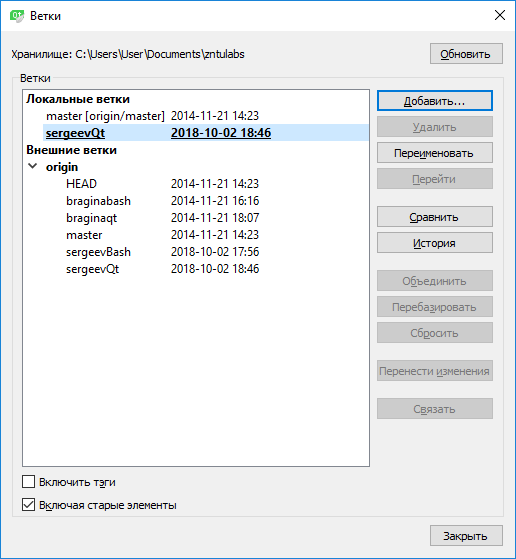 Ветки
Хранилище: C:\Users\User\Documents\zntulabs
Обновить
Ветки
Локальные ветки
master [origin/master] 2014-11-21 14:23
sergeevQt 2018-10-02 18:46
Внешние ветки
origin
HEAD 2014-11-21 14:23
braginabash 2014-11-21 16:16
braginaqt 2014-11-21 18:07
master 2014-11-21 14:23
sergeevBash 2018-10-02 17:56
sergeevQt 2018-10-02 18:46
Добавить...
Удалить
Переименовать
Перейти
Сравнить
История
Объединить
Перебазировать
Сбросить
Перенести изменения
Связать
Включить тэги
Включая старые элементы
Закрыть